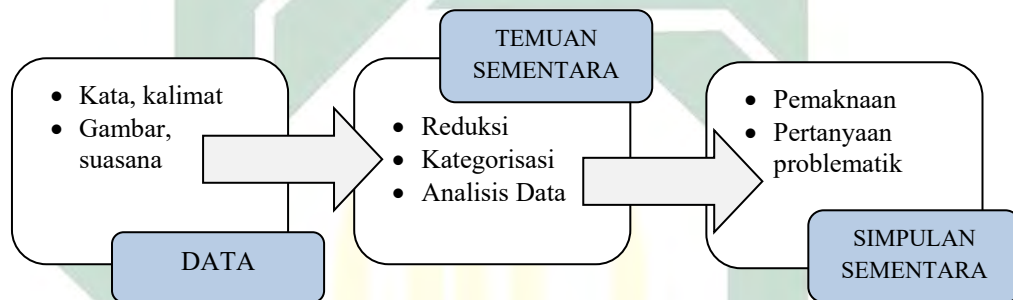 • Kata, kalimat
• Gambar,
suasana
DATA
TEMUAN
SEMENTARA
• Reduksi
• Kategorisasi
• Analisis Data
• Pemaknaan
• Pertanyaan
problematik
SIMPULAN
SEMENTARA